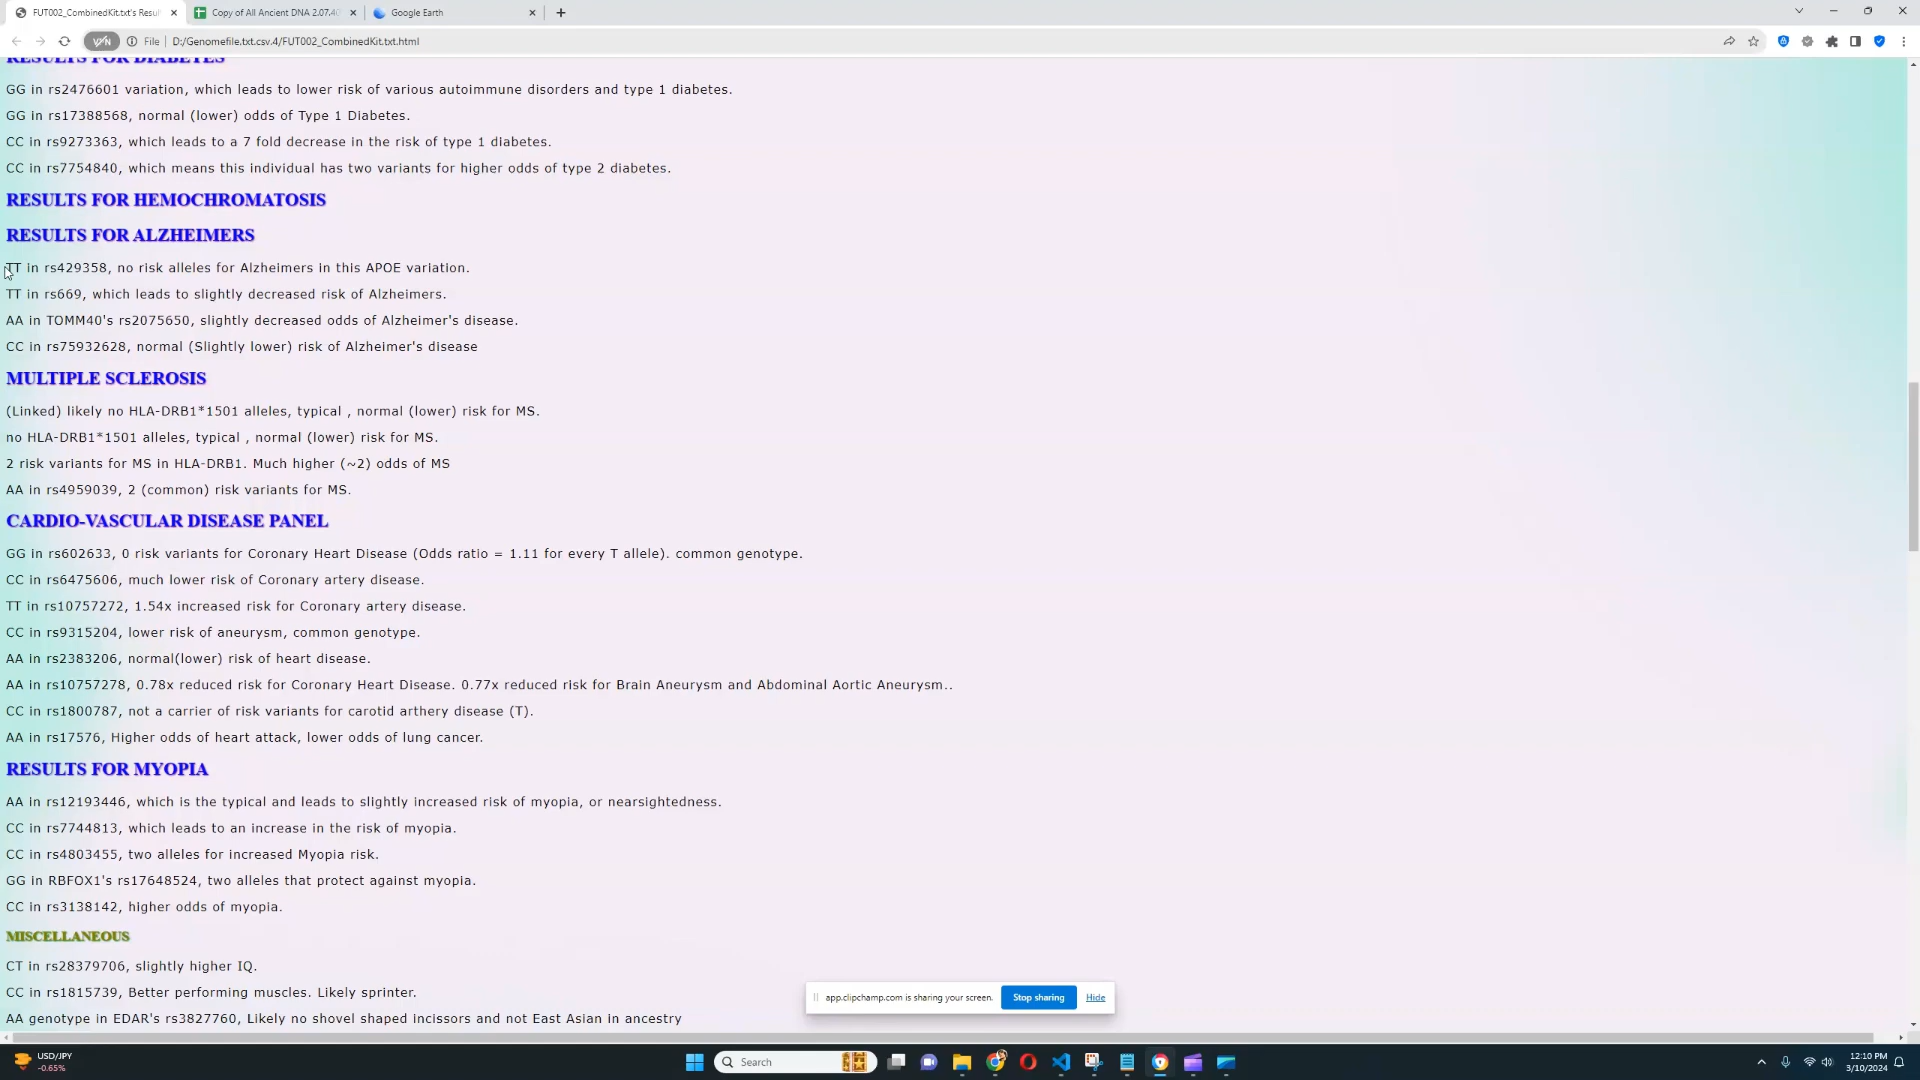 FUT002_CombinedKit.txt's Resul
Copy of All Ancient DNA 2.07.40
Google Earth
VPN
File
D:/Genomefile.txt.csv.4/FUT002_CombinedKit.txt.html
RESULTS FOR DIABETES
GG in rs2476601 variation, which leads to lower risk of various autoimmune disorders and type 1 diabetes.
GG in rs17388568, normal (lower) odds of Type 1 Diabetes.
CC in rs9273363, which leads to a 7 fold decrease in the risk of type 1 diabetes.
CC in rs7754840, which means this individual has two variants for higher odds of type 2 diabetes.
RESULTS FOR HEMOCHROMATOSIS
RESULTS FOR ALZHEIMERS
TT in rs429358, no risk alleles for Alzheimers in this APOE variation.
TT in rs669, which leads to slightly decreased risk of Alzheimers.
AA in TOMM40's rs2075650, slightly decreased odds of Alzheimer's disease.
CC in rs75932628, normal (Slightly lower) risk of Alzheimer's disease
MULTIPLE SCLEROSIS
(Linked) likely no HLA-DRB1*1501 alleles, typical , normal (lower) risk for MS.
no HLA-DRB1*1501 alleles, typical , normal (lower) risk for MS.
2 risk variants for MS in HLA-DRB1. Much higher (~2) odds of MS
AA in rs4959039, 2 (common) risk variants for MS.
CARDIO-VASCULAR DISEASE PANEL
GG in rs602633, 0 risk variants for Coronary Heart Disease (Odds ratio = 1.11 for every T allele). common genotype.
CC in rs6475606, much lower risk of Coronary artery disease.
TT in rs10757272, 1.54x increased risk for Coronary artery disease.
CC in rs9315204, lower risk of aneurysm, common genotype.
AA in rs2383206, normal(lower) risk of heart disease.
AA in rs10757278, 0.78x reduced risk for Coronary Heart Disease. 0.77x reduced risk for Brain Aneurysm and Abdominal Aortic Aneurysm..
CC in rs1800787, not a carrier of risk variants for carotid arthery disease (T).
AA in rs17576, Higher odds of heart attack, lower odds of lung cancer.
RESULTS FOR MYOPIA
AA in rs12193446, which is the typical and leads to slightly increased risk of myopia, or nearsightedness.
CC in rs7744813, which leads to an increase in the risk of myopia.
CC in rs4803455, two alleles for increased Myopia risk.
GG in RBFOX1's rs17648524, two alleles that protect against myopia.
CC in rs3138142, higher odds of myopia.
MISCELLANEOUS
CT in rs28379706, slightly higher IQ.
CC in rs1815739, Better performing muscles. Likely sprinter.
AA genotype in EDAR's rs3827760, Likely no shovel shaped incissors and not East Asian in ancestry
app.clipchamp.com is sharing your screen.
Stop sharing
Hide
USD/JPY
-0.65%
Search
12:10 PM
3/10/2024